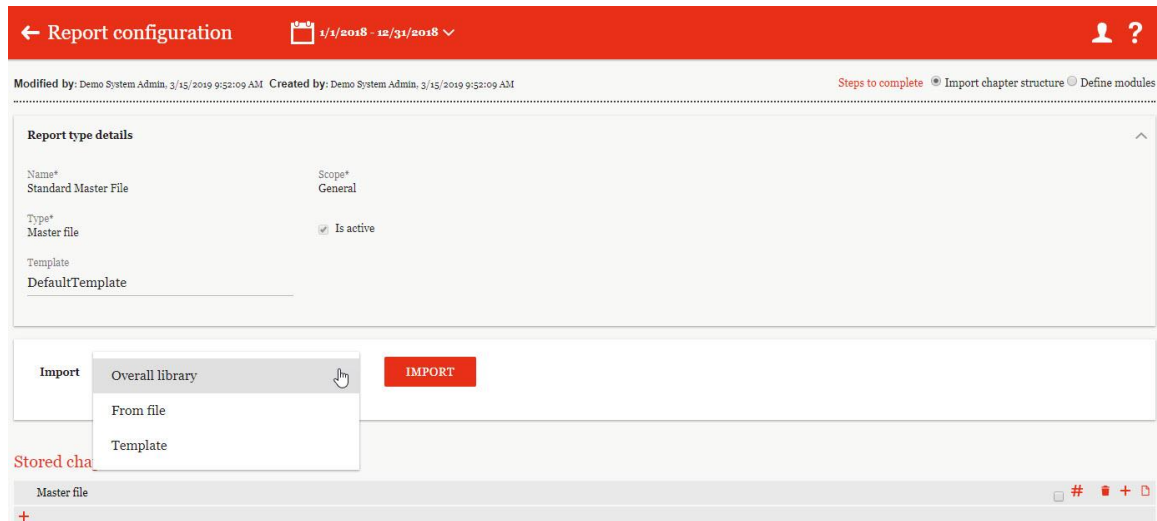 ← Report configuration 1/1/2018 - 12/31/2018 ?
Modified by: Demo System Admin, 3/15/2019 9:52:09 AM Created by: Demo System Admin, 3/15/2019 9:52:09 AM Steps to complete Import chapter structure Define modules
Report type details
Name* Scope*
Standard Master File General
Type*
Master file Is active
Template
DefaultTemplate
Import Overall library IMPORT
From file
Template
Stored
Master file # +
+